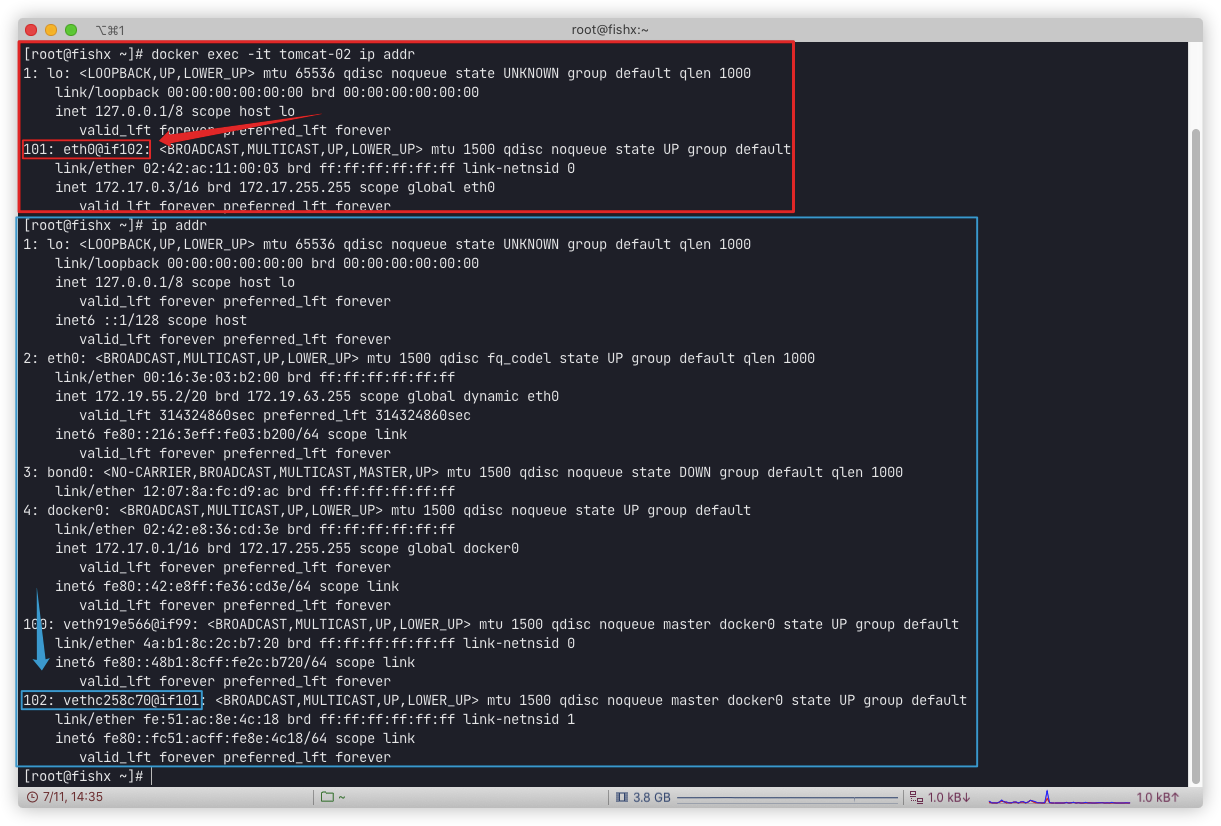 ⌥⌘1
root@fishx:~
[root@fishx ~]# docker exec -it tomcat-02 ip addr
1: lo: <LOOPBACK,UP,LOWER_UP> mtu 65536 qdisc noqueue state UNKNOWN group default qlen 1000
    link/loopback 00:00:00:00:00:00 brd 00:00:00:00:00:00
    inet 127.0.0.1/8 scope host lo
       valid_lft forever preferred_lft forever
101: eth0@if102: <BROADCAST,MULTICAST,UP,LOWER_UP> mtu 1500 qdisc noqueue state UP group default
    link/ether 02:42:ac:11:00:03 brd ff:ff:ff:ff:ff:ff link-netnsid 0
    inet 172.17.0.3/16 brd 172.17.255.255 scope global eth0
       valid_lft forever preferred_lft forever
[root@fishx ~]# ip addr
1: lo: <LOOPBACK,UP,LOWER_UP> mtu 65536 qdisc noqueue state UNKNOWN group default qlen 1000
    link/loopback 00:00:00:00:00:00 brd 00:00:00:00:00:00
    inet 127.0.0.1/8 scope host lo
       valid_lft forever preferred_lft forever
    inet6 ::1/128 scope host
       valid_lft forever preferred_lft forever
2: eth0: <BROADCAST,MULTICAST,UP,LOWER_UP> mtu 1500 qdisc fq_codel state UP group default qlen 1000
    link/ether 00:16:3e:03:b2:00 brd ff:ff:ff:ff:ff:ff
    inet 172.19.55.2/20 brd 172.19.63.255 scope global dynamic eth0
       valid_lft 314324860sec preferred_lft 314324860sec
    inet6 fe80::216:3eff:fe03:b200/64 scope link
       valid_lft forever preferred_lft forever
3: bond0: <NO-CARRIER,BROADCAST,MULTICAST,MASTER,UP> mtu 1500 qdisc noqueue state DOWN group default qlen 1000
    link/ether 12:07:8a:fc:d9:ac brd ff:ff:ff:ff:ff:ff
4: docker0: <BROADCAST,MULTICAST,UP,LOWER_UP> mtu 1500 qdisc noqueue state UP group default
    link/ether 02:42:e8:36:cd:3e brd ff:ff:ff:ff:ff:ff
    inet 172.17.0.1/16 brd 172.17.255.255 scope global docker0
       valid_lft forever preferred_lft forever
    inet6 fe80::42:e8ff:fe36:cd3e/64 scope link
       valid_lft forever preferred_lft forever
100: veth919e566@if99: <BROADCAST,MULTICAST,UP,LOWER_UP> mtu 1500 qdisc noqueue master docker0 state UP group default
    link/ether 4a:b1:8c:2c:b7:20 brd ff:ff:ff:ff:ff:ff link-netnsid 0
    inet6 fe80::48b1:8cff:fe2c:b720/64 scope link
       valid_lft forever preferred_lft forever
102: vethc258c70@if101: <BROADCAST,MULTICAST,UP,LOWER_UP> mtu 1500 qdisc noqueue master docker0 state UP group default
    link/ether fe:51:ac:8e:4c:18 brd ff:ff:ff:ff:ff:ff link-netnsid 1
    inet6 fe80::fc51:acff:fe8e:4c18/64 scope link
       valid_lft forever preferred_lft forever
[root@fishx ~]#
7/11, 14:35
~
3.8 GB
1.0 kB↓
1.0 kB↑